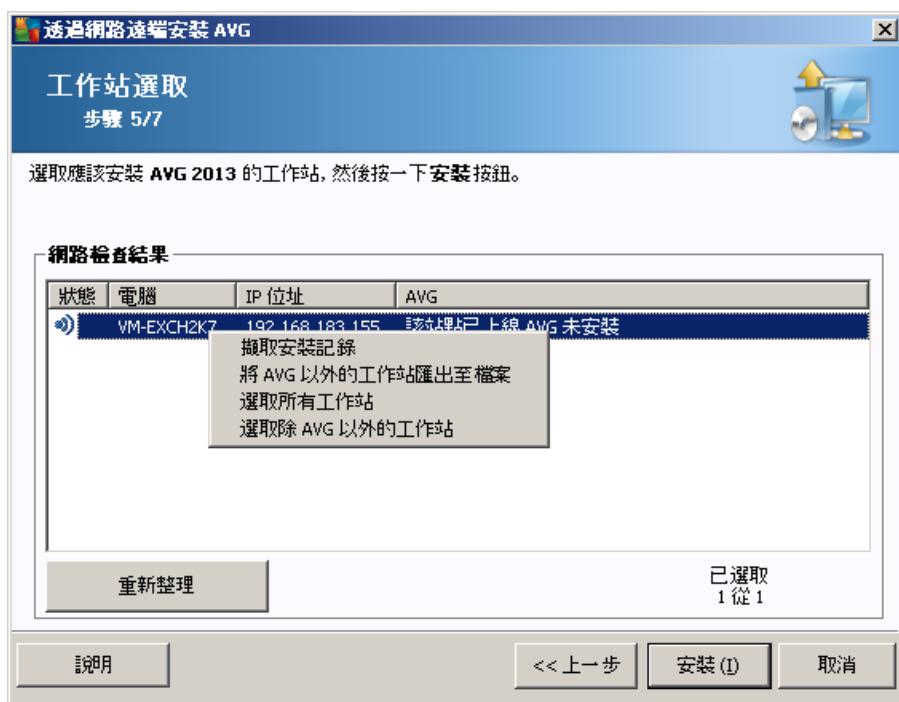 透過網路遠端安裝 AVG
工作站選取
步驟 5/7
選取應該安裝 AVG 2013 的工作站, 然後按一下安裝按鈕。
網路檢查結果
狀態 電腦 IP 位址 AVG
VM-EXCH2K7 192.168.183.155 該站點已上線 AVG 未安裝
擷取安裝記錄
將 AVG 以外的工作站匯出至檔案
選取所有工作站
選取除 AVG 以外的工作站
重新整理
已選取
1 從 1
說明
<< 上一步
安裝 (I)
取消